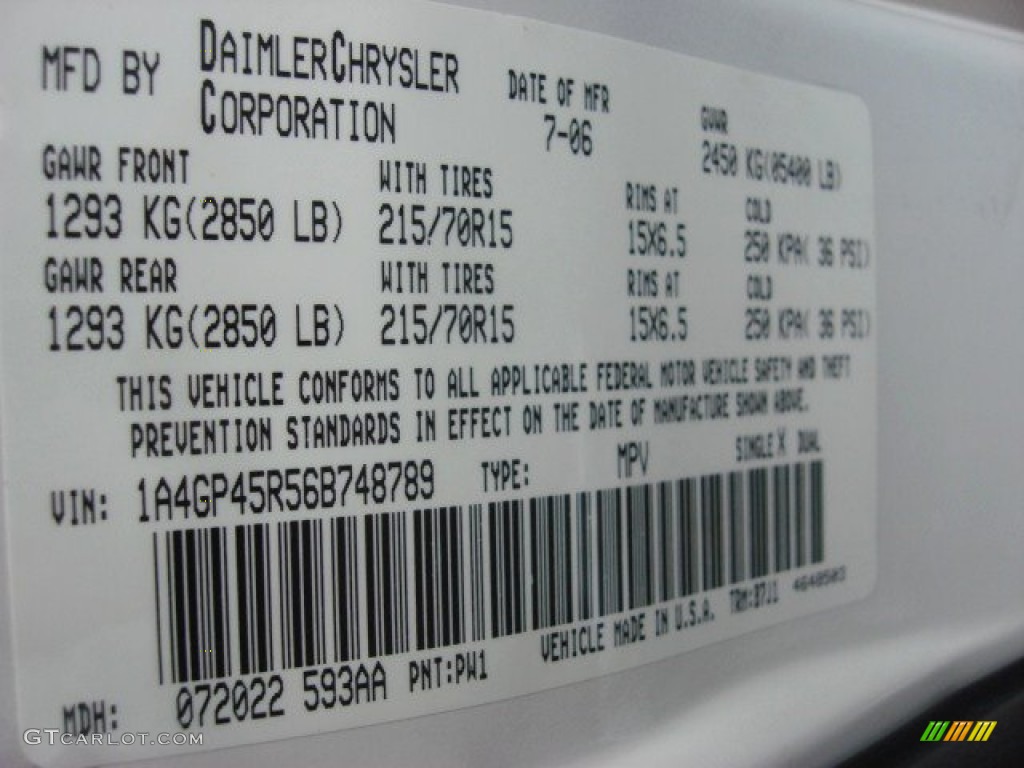 MFD BY DAIMLERCHRYSLER CORPORATION
DATE OF MFR 7-06
GVWR 2450 KG(05400 LB)
GAWR FRONT WITH TIRES RIMS AT COLD
1293 KG(2850 LB) 215/70R15 15X6.5 250 KPA( 36 PSI)
GAWR REAR WITH TIRES RIMS AT COLD
1293 KG(2850 LB) 215/70R15 15X6.5 250 KPA( 36 PSI)
THIS VEHICLE CONFORMS TO ALL APPLICABLE FEDERAL MOTOR VEHICLE SAFETY AND THEFT
PREVENTION STANDARDS IN EFFECT ON THE DATE OF MANUFACTURE SHOWN ABOVE.
VIN: 1A4GP45R56B748789 TYPE: MPV SINGLE X DUAL
VEHICLE MADE IN U.S.A. TRM:B7J1 4648503
MDH: 072022 593AA PNT:PW1
GTCARLOT.COM